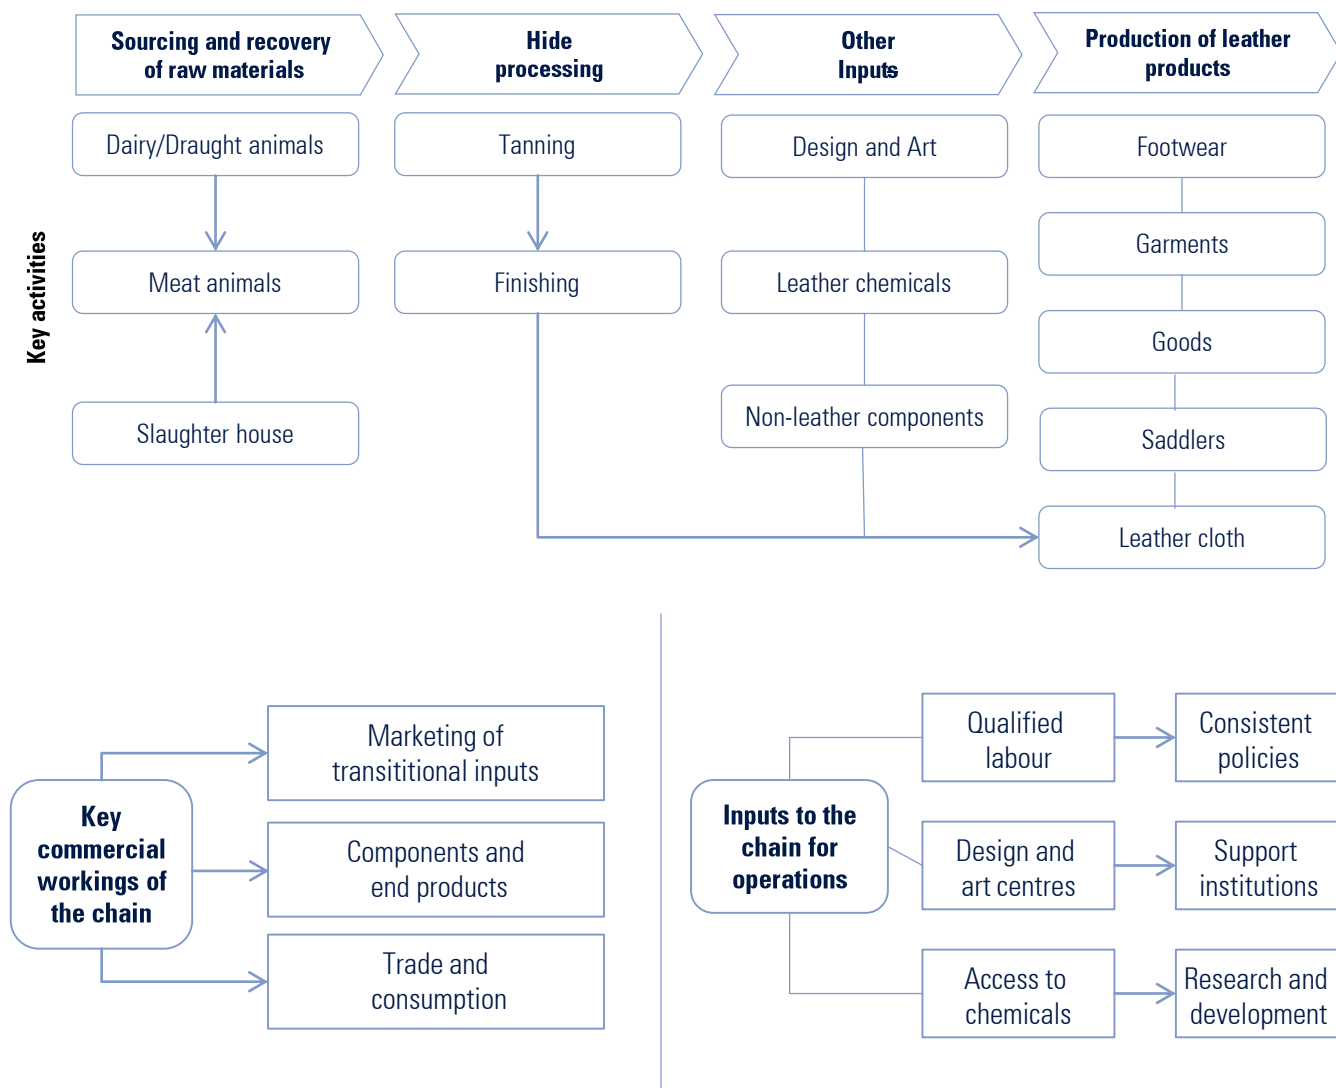 Sourcing and recovery
of raw materials
Hide
processing
Other
Inputs
Production of leather
products
Key activities
Dairy/Draught animals
Meat animals
Slaughter house
Tanning
Finishing
Design and Art
Leather chemicals
Non-leather components
Footwear
Garments
Goods
Saddlers
Leather cloth
Key
commercial
workings of
the chain
Marketing of
transititional inputs
Components and
end products
Trade and
consumption
Inputs to the
chain for
operations
Qualified
labour
Consistent
policies
Design and
art centres
Support
institutions
Access to
chemicals
Research and
development